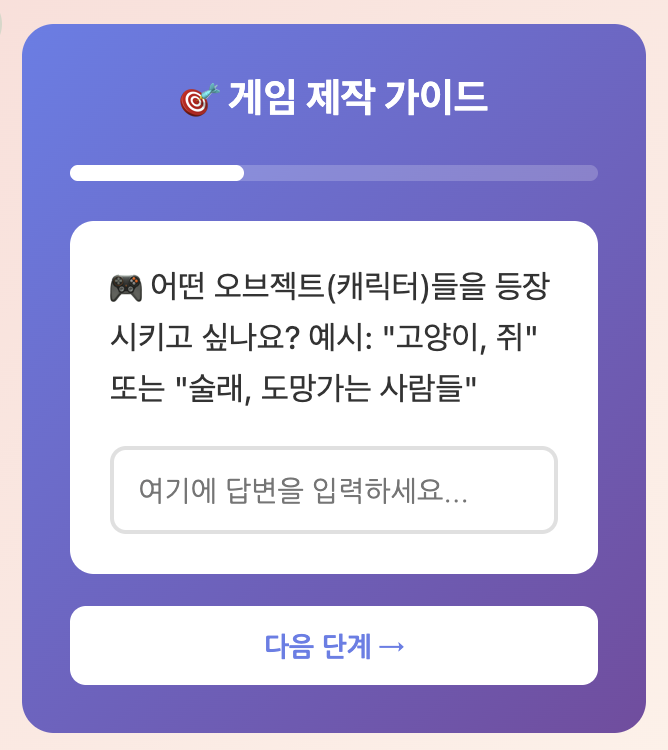 🎯 게임 제작 가이드
🎮 어떤 오브젝트(캐릭터)들을 등장
시키고 싶나요? 예시: "고양이, 쥐"
또는 "술래, 도망가는 사람들"
여기에 답변을 입력하세요...
다음 단계 →